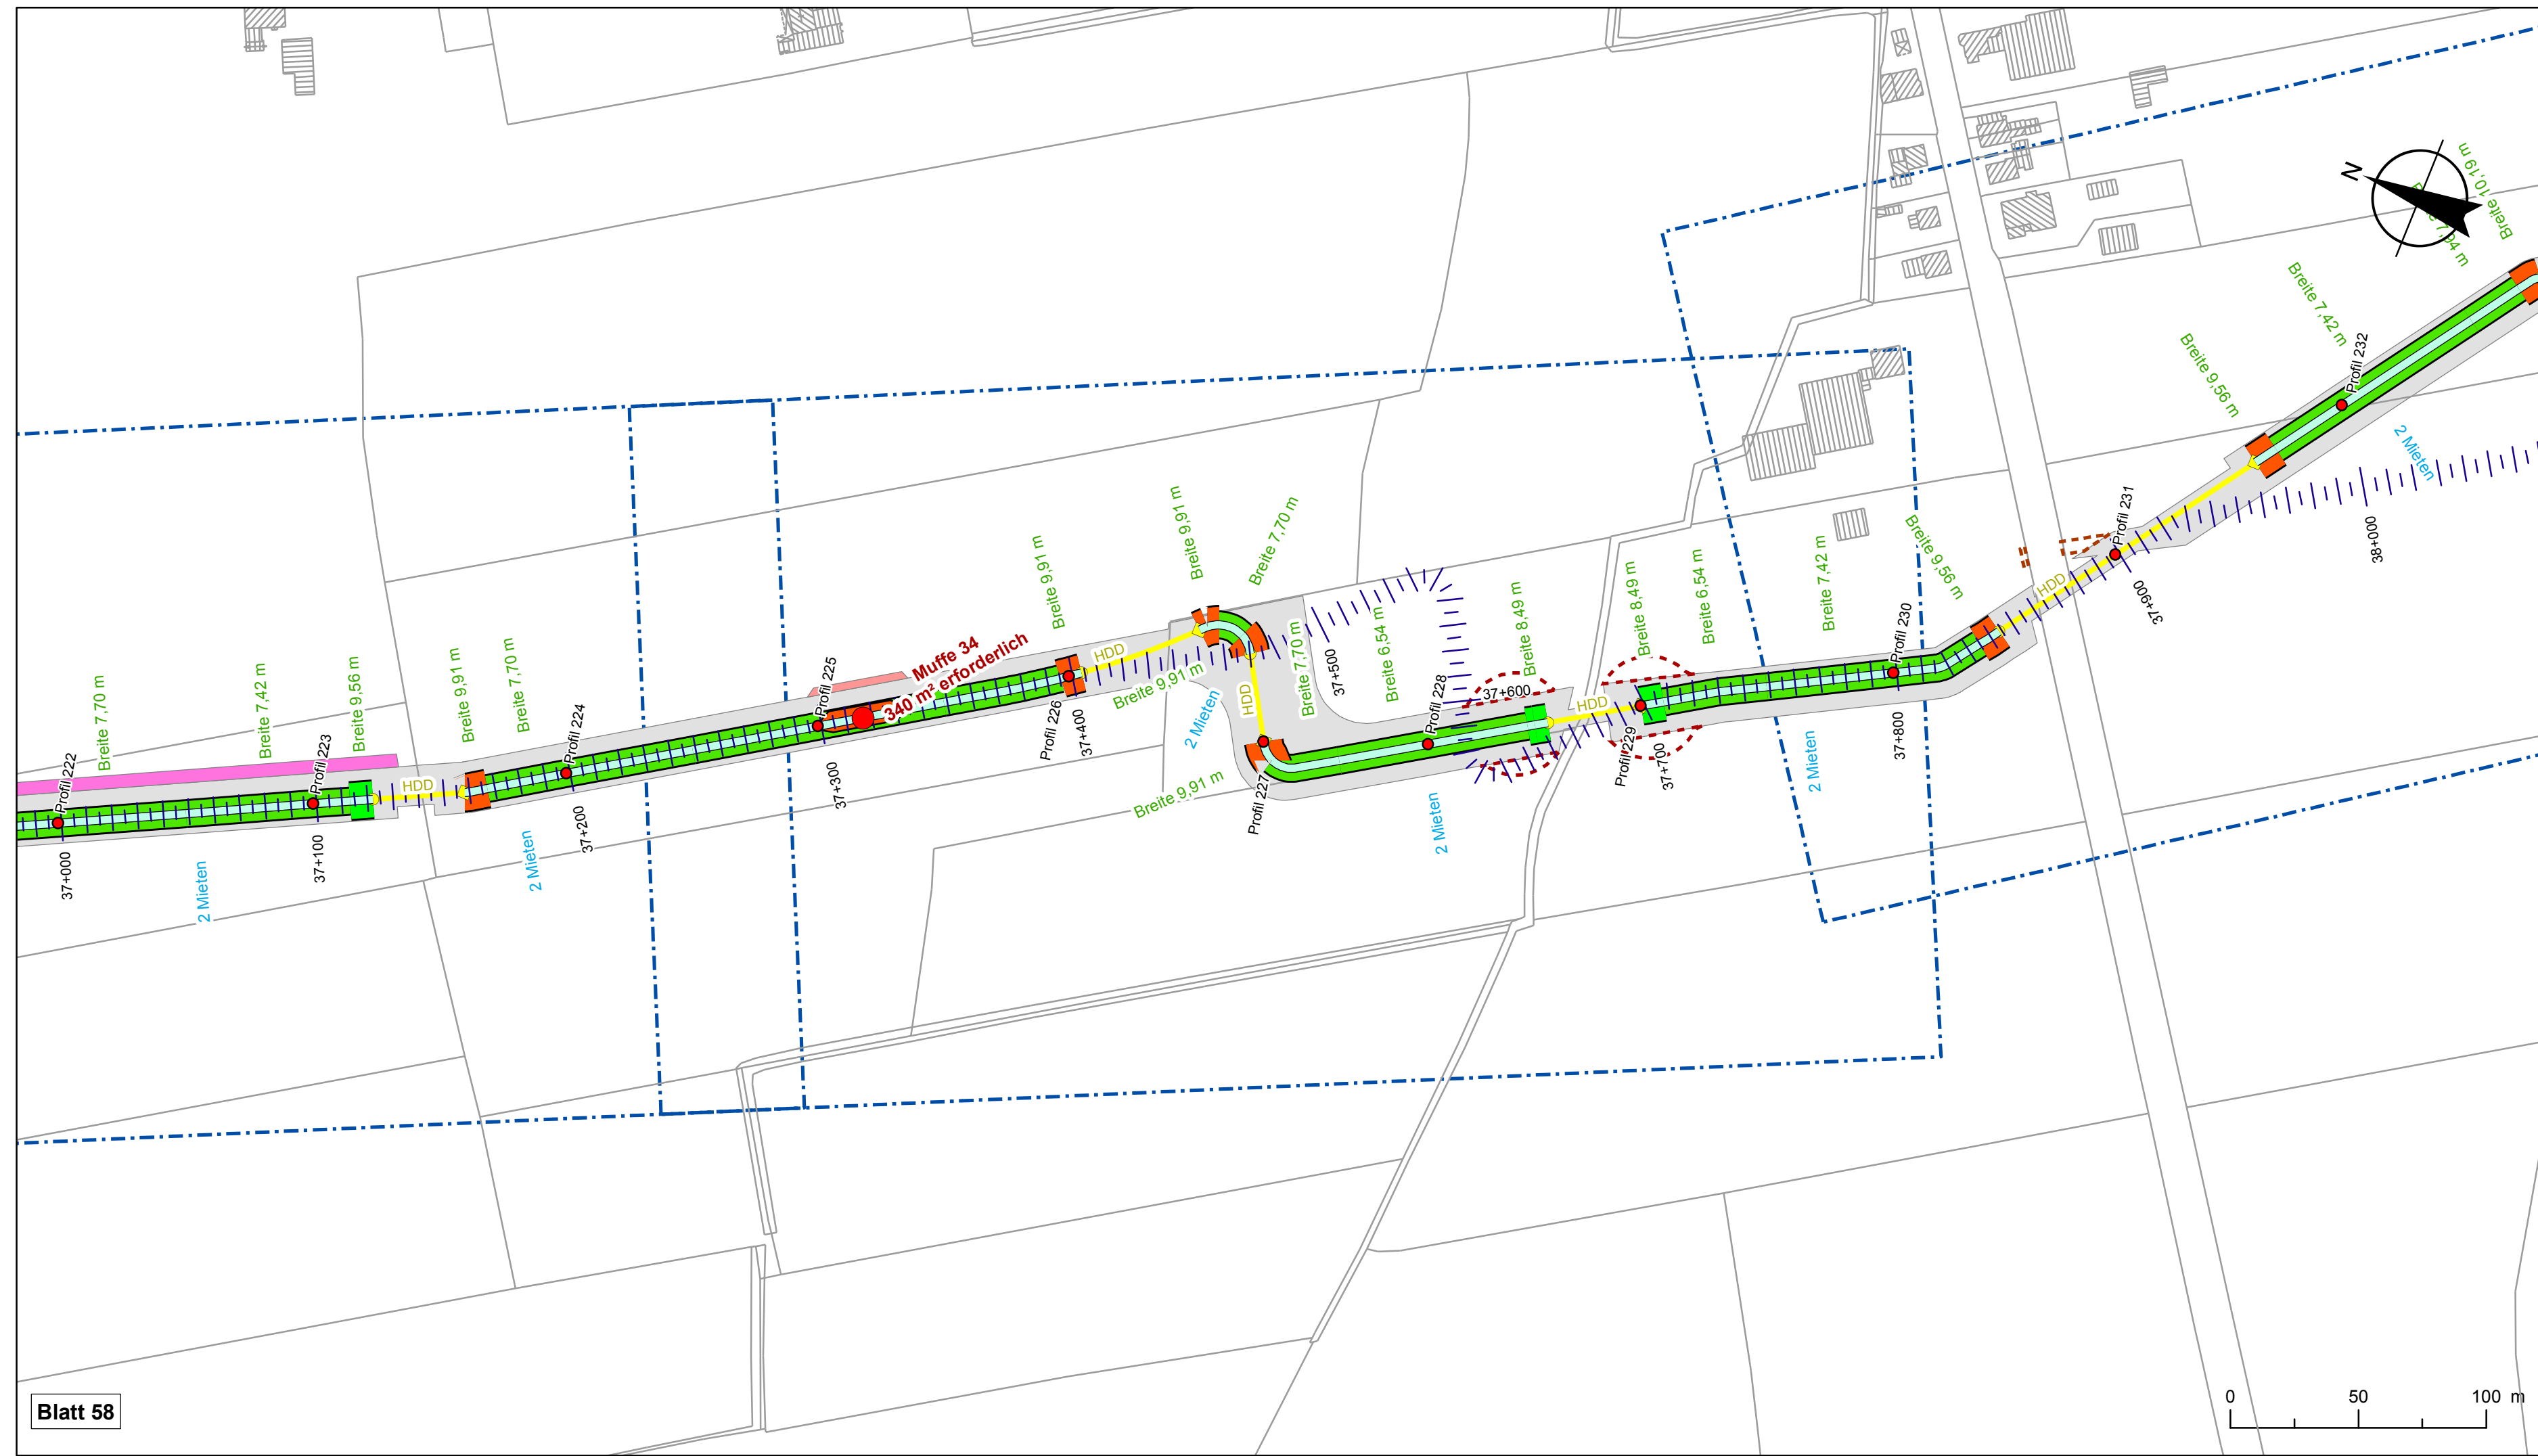 Breite 7,70 m
Breite 7,42 m
Breite 9,56 m
Breite 9,91 m
Breite 7,70 m
Profil 222
Profil 223
HDD
Profil 224
37+000
37+100
2 Mieten
2 Mieten
37+200
Profil 225
37+300
Muffe 34
340 m² erforderlich
Breite 9,91 m
Profil 226
37+400
HDD
Breite 9,91 m
Breite 7,70 m
Breite 9,91 m
2 Mieten
HDD
Breite 7,70 m
37+500
Breite 6,54 m
Breite 9,91 m
Profil 227
Profil 228
2 Mieten
37+600
Breite 8,49 m
HDD
Breite 8,49 m
Breite 6,54 m
Profil 229
37+700
Breite 7,42 m
2 Mieten
Profil 230
37+800
Breite 9,56 m
HDD
Profil 231
37+900
Breite 9,56 m
Breite 7,42 m
Profil 232
2 Mieten
38+000
N
Breite 10,19 m
Blatt 58
0 50 100 m